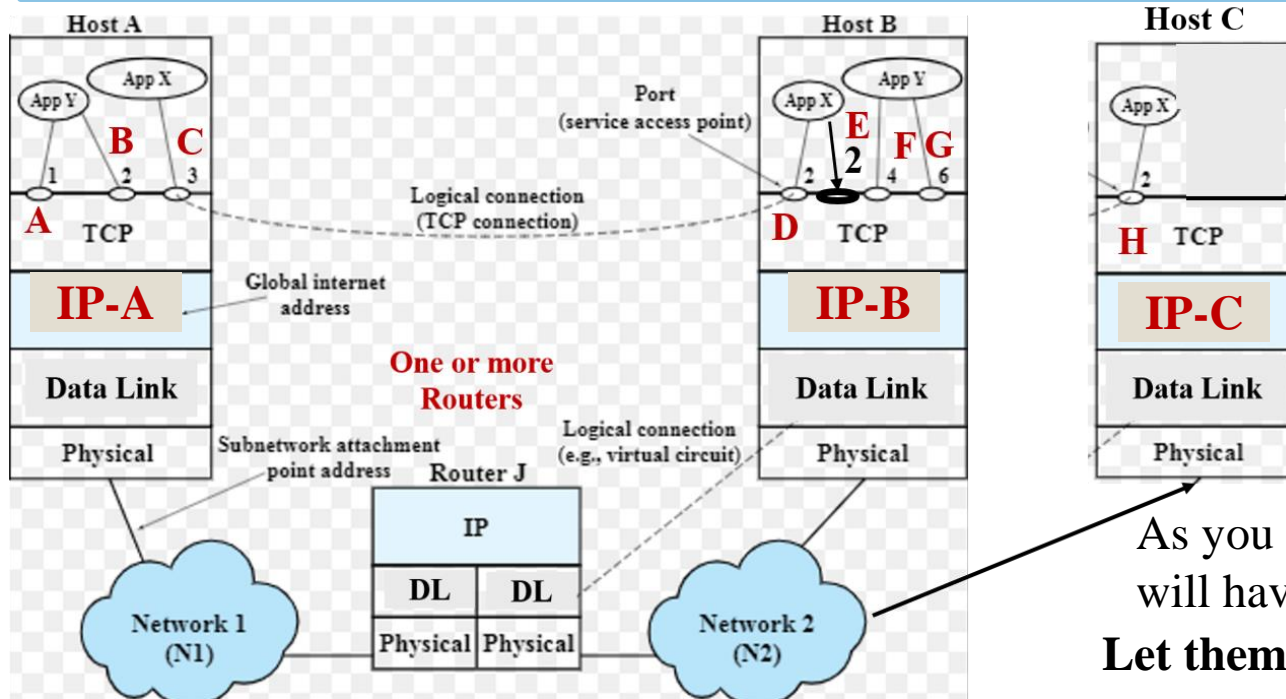 Host A
App Y
App X
B
C
1
2
3
A
TCP
IP-A
Data Link
Physical
Port
(service access point)
Logical connection
(TCP connection)
Global internet
address
One or more
Routers
Subnetwork attachment
point address
Logical connection
(e.g., virtual circuit)
Router J
IP
DL
DL
Physical
Physical
Network 1
(N1)
Network 2
(N2)
Host B
App X
App Y
E
F
G
2
2
4
6
D
TCP
IP-B
Data Link
Physical
Host C
App X
2
H
TCP
IP-C
Data Link
Physical
As you
will hav
Let them